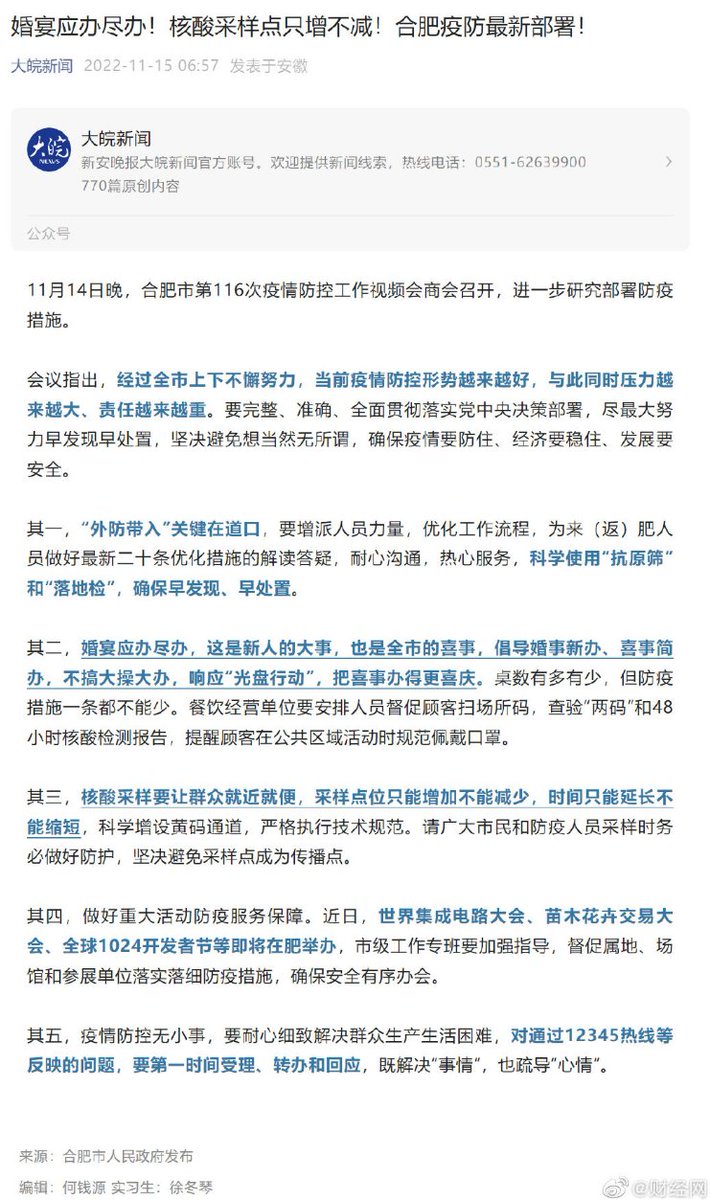 婚宴应办尽办！核酸采样点只增不减！合肥疫防最新部署！
大皖新闻 2022-11-15 06:57 发表于安徽
大皖
NEWS
大皖新闻
新安晚报大皖新闻官方账号。欢迎提供新闻线索，热线电话：0551-62639900
770篇原创内容
公众号
11月14日晚，合肥市第116次疫情防控工作视频会商会召开，进一步研究部署防疫
措施。
会议指出，经过全市上下不懈努力，当前疫情防控形势越来越好，与此同时压力越
来越大、责任越来越重。要完整、准确、全面贯彻落实党中央决策部署，尽最大努
力早发现早处置，坚决避免想当然无所谓，确保疫情要防住、经济要稳住、发展要
安全。
其一，“外防带入”关键在道口，要增派人员力量，优化工作流程，为来（返）肥人
员做好最新二十条优化措施的解读答疑，耐心沟通，热心服务，科学使用“抗原筛”
和“落地检”，确保早发现、早处置。
其二，婚宴应办尽办，这是新人的大事，也是全市的喜事，倡导婚事新办、喜事简
办，不搞大操大办，响应“光盘行动”，把喜事办得更喜庆。桌数有多有少，但防疫
措施一条都不能少。餐饮经营单位要安排人员督促顾客扫场所码，查验“两码”和48
小时核酸检测报告，提醒顾客在公共区域活动时规范佩戴口罩。
其三，核酸采样要让群众就近就便，采样点位只能增加不能减少，时间只能延长不
能缩短，科学增设黄码通道，严格执行技术规范。请广大市民和防疫人员采样时务
必做好防护，坚决避免采样点成为传播点。
其四，做好重大活动防疫服务保障。近日，世界集成电路大会、苗木花卉交易大
会、全球1024开发者节等即将在肥举办，市级工作专班要加强指导，督促属地、场
馆和参展单位落实落细防疫措施，确保安全有序办会。
其五，疫情防控无小事，要耐心细致解决群众生产生活困难，对通过12345热线等
反映的问题，要第一时间受理、转办和回应，既解决“事情“，也疏导“心情“。
来源：合肥市人民政府发布
编辑：何钱源 实习生：徐冬琴
@财经网